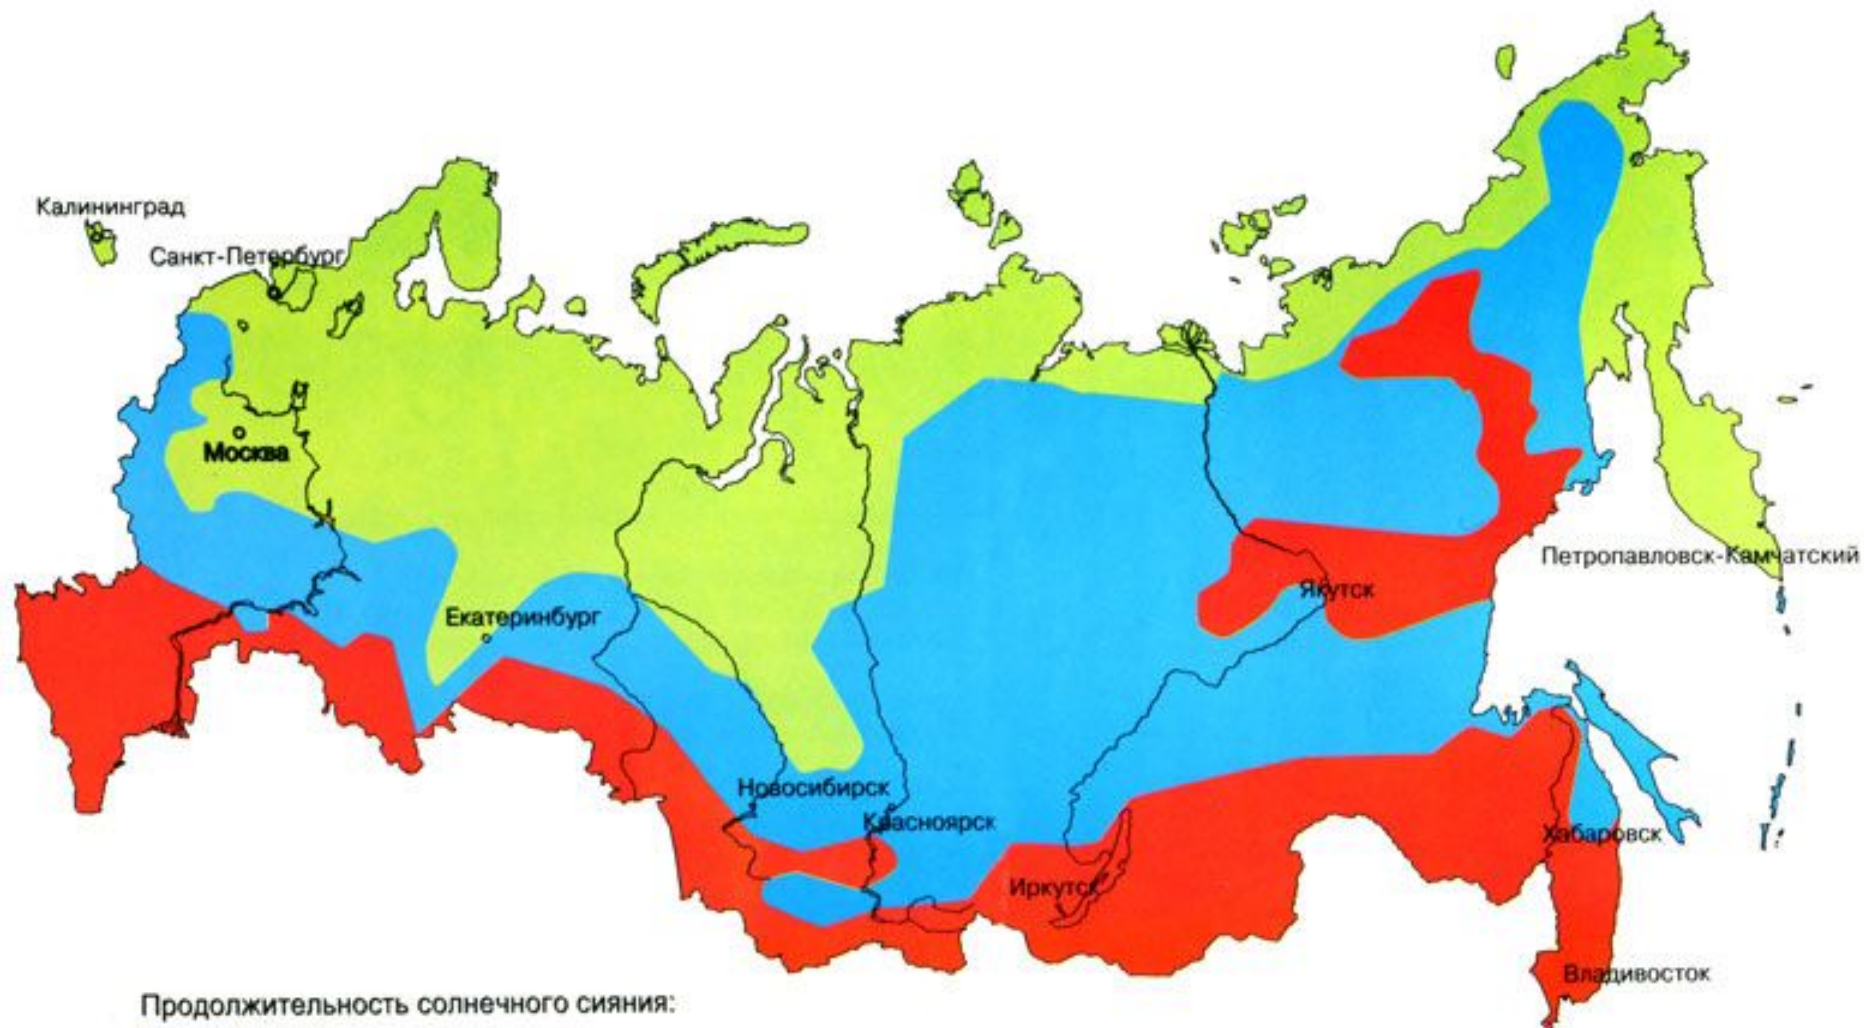 Калининград
Санкт-Петербург
Москва
Петропавловск-Камчатский
Якутск
Екатеринбург
Новосибирск
Красноярск
Хабаровск
Иркутск
Владивосток
Продолжительность солнечного сияния: